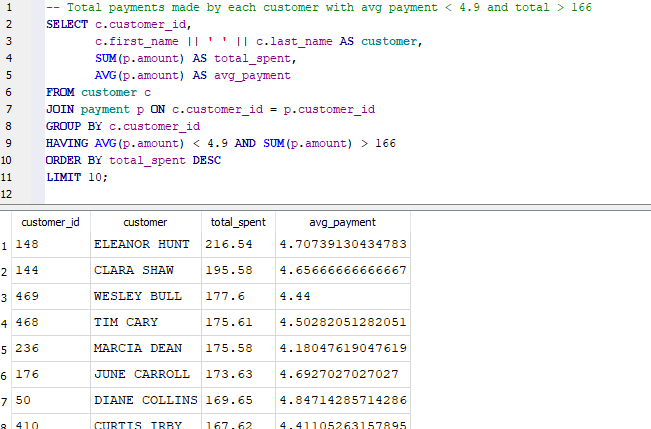 1 -- Total payments made by each customer with avg payment < 4.9 and total > 166
2 SELECT c.customer_id,
3 c.first_name || ' ' || c.last_name AS customer,
4 SUM(p.amount) AS total_spent,
5 AVG(p.amount) AS avg_payment
6 FROM customer c
7 JOIN payment p ON c.customer_id = p.customer_id
8 GROUP BY c.customer_id
9 HAVING AVG(p.amount) < 4.9 AND SUM(p.amount) > 166
10 ORDER BY total_spent DESC
11 LIMIT 10;
12
customer_id customer total_spent avg_payment
1 148 ELEANOR HUNT 216.54 4.70739130434783
2 144 CLARA SHAW 195.58 4.65666666666667
3 469 WESLEY BULL 177.6 4.44
4 468 TIM CARY 175.61 4.50282051282051
5 236 MARCIA DEAN 175.58 4.18047619047619
6 176 JUNE CARROLL 173.63 4.6927027027027
7 50 DIANE COLLINS 169.65 4.84714285714286
8 410 CURTIS IRBY 167.62 4.41105263157895